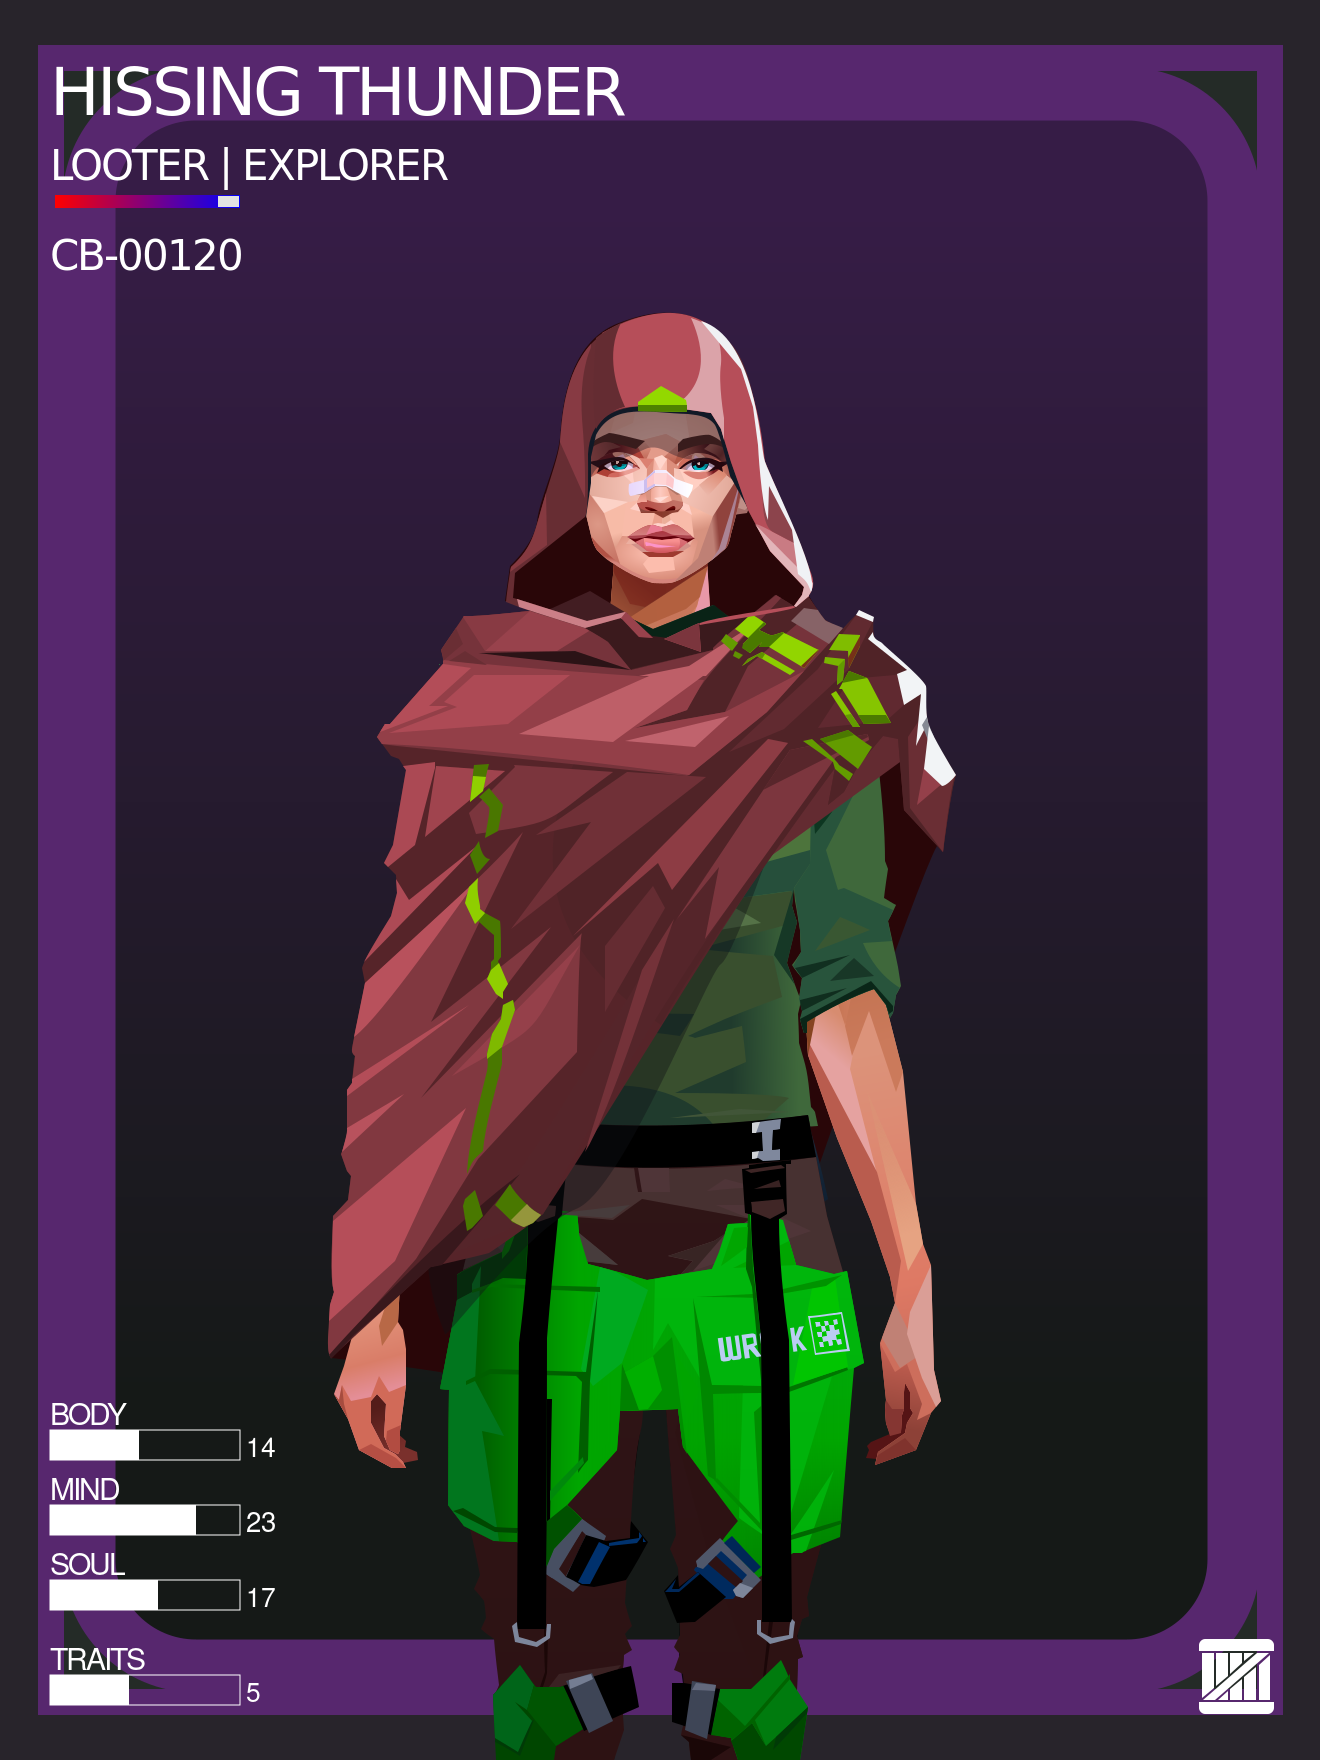 HISSING THUNDER
LOOTER | EXPLORER
CB-00120
BODY
14
MIND
23
SOUL
17
TRAITS
5